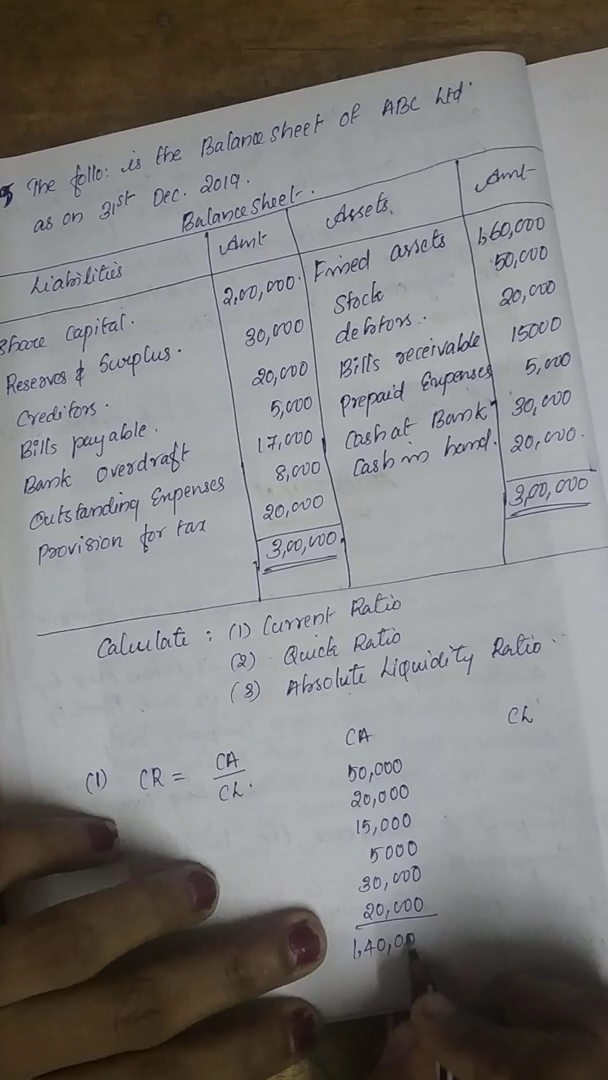 5 The follo: is the Balance sheet of ABC Ltd.
as on 31st Dec. 2019.
Balance sheet.
Liabilities Amt Assets. Amt
Share Capital. 2,00,000 Fixed assets 1,60,000
Reserves & Surplus. 30,000 Stock 50,000
Creditors. 20,000 debtors.. 20,000
Bills payable. 5,000 Bills receivable 15000
Bank Overdraft 17,000 Prepaid Expenses 5,000
Outstanding Expenses 8,000 Cash at Bank 30,000
Provision for tax 20,000 Cash in hand. 20,000.
3,00,000. 3,00,000
Calculate : (1) Current Ratio
(2) Quick Ratio
(3) Absolute Liquidity Ratio
CA CL
(1) CR = CA
CL.
50,000
20,000
15,000
5000
30,000
20,000
1,40,00